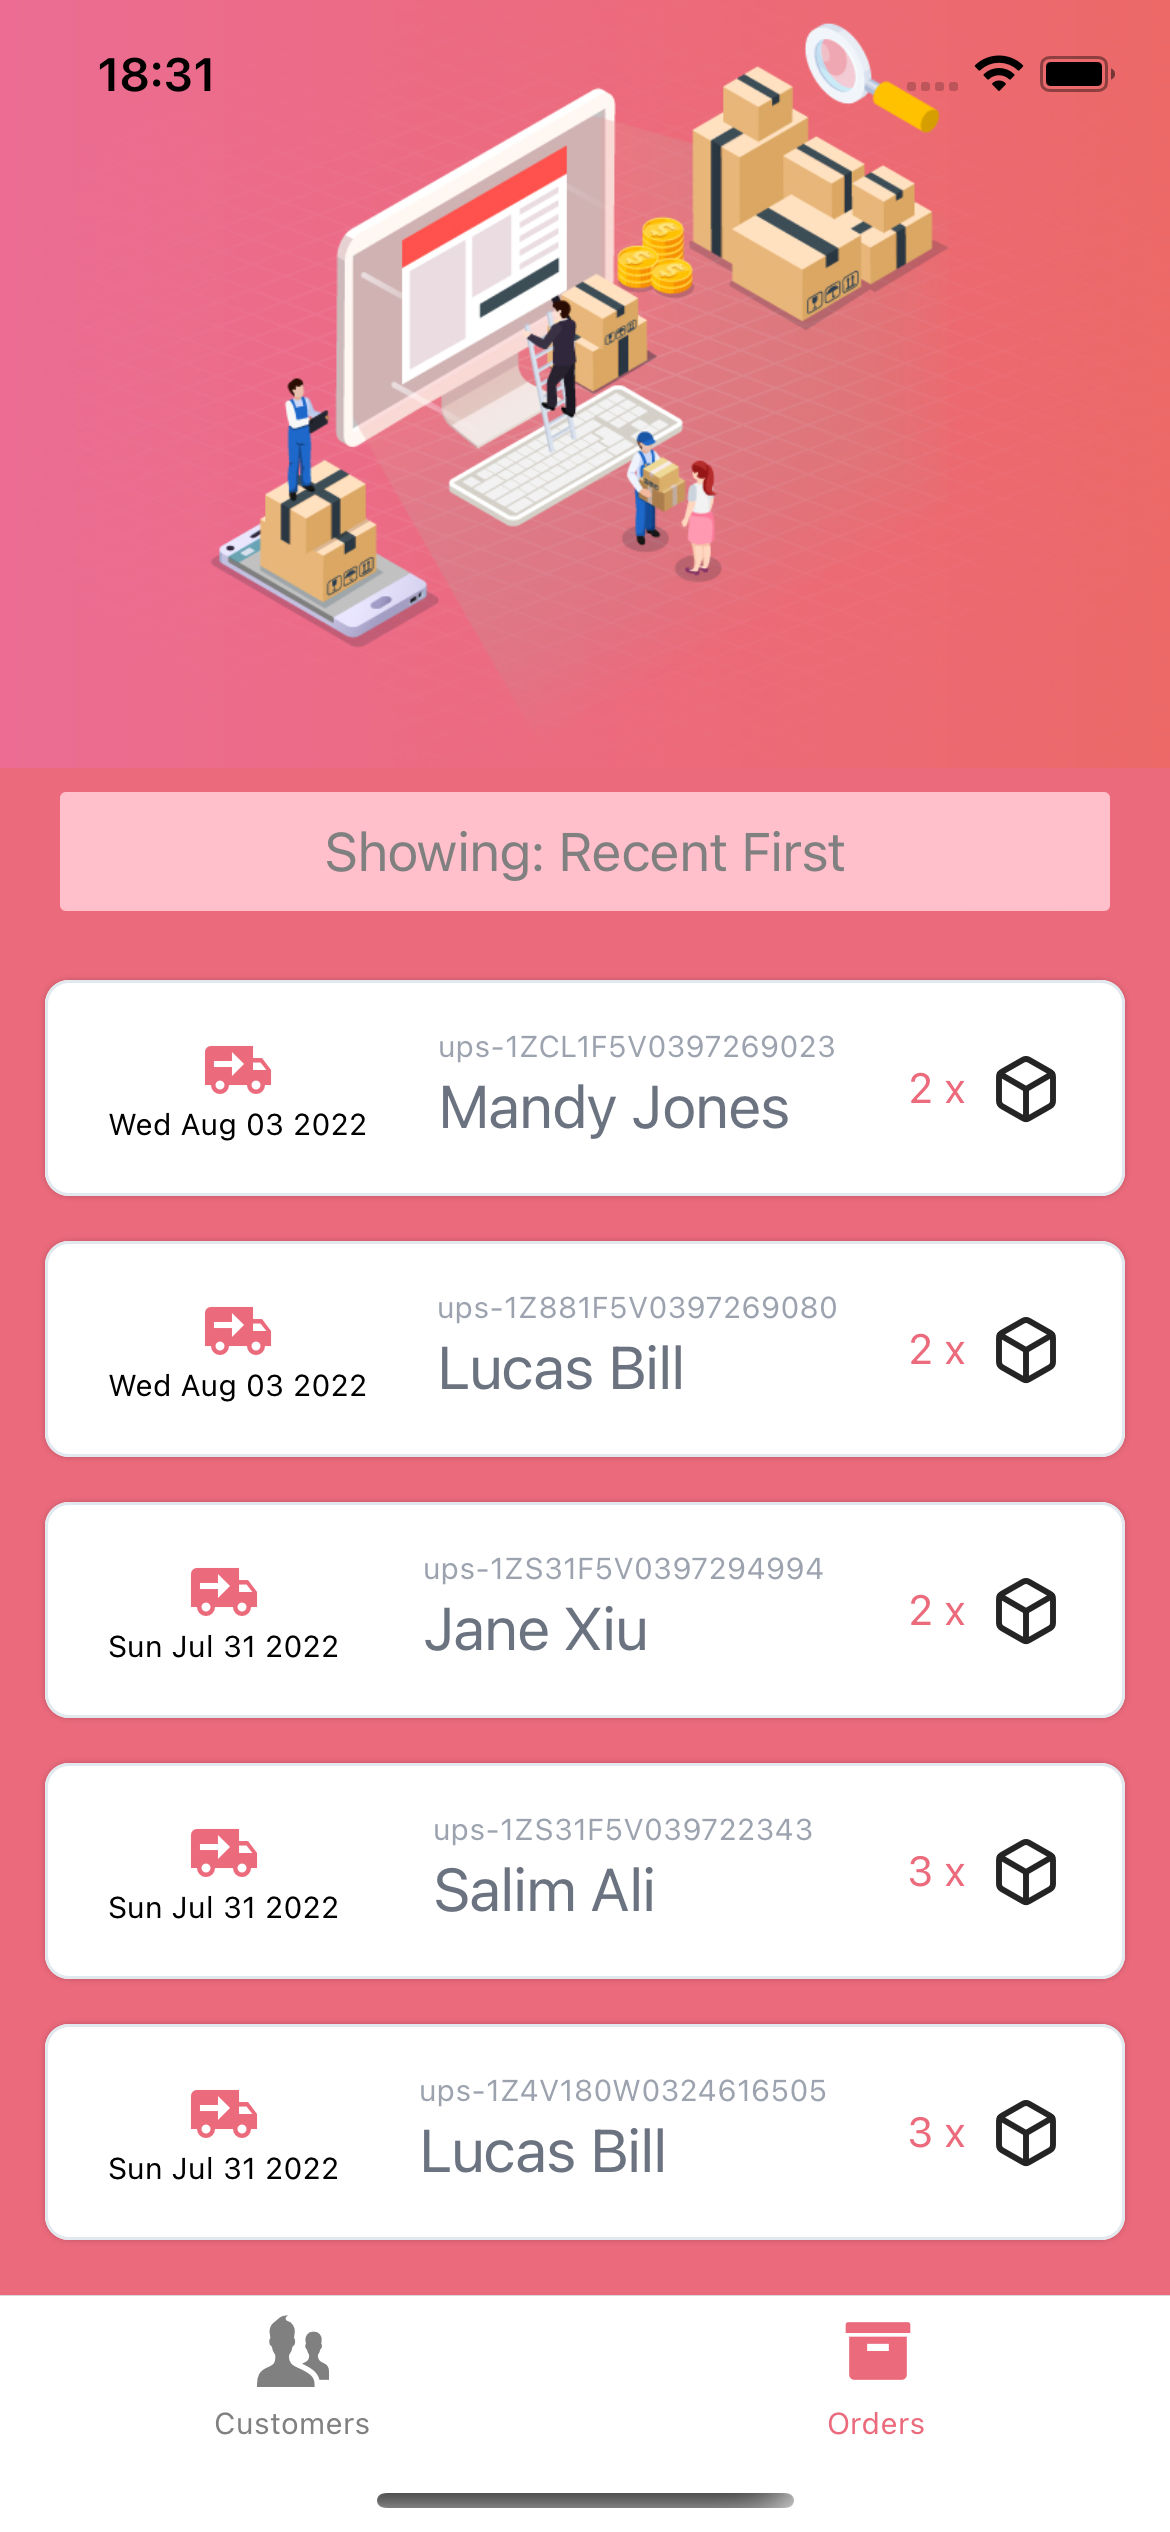 18:31
Showing: Recent First
ups-1ZCL1F5V0397269023
Mandy Jones
Wed Aug 03 2022
2 x
ups-1Z881F5V0397269080
Lucas Bill
Wed Aug 03 2022
2 x
ups-1ZS31F5V0397294994
Jane Xiu
Sun Jul 31 2022
2 x
ups-1ZS31F5V039722343
Salim Ali
Sun Jul 31 2022
3 x
ups-1Z4V180W0324616505
Lucas Bill
Sun Jul 31 2022
3 x
Customers
Orders